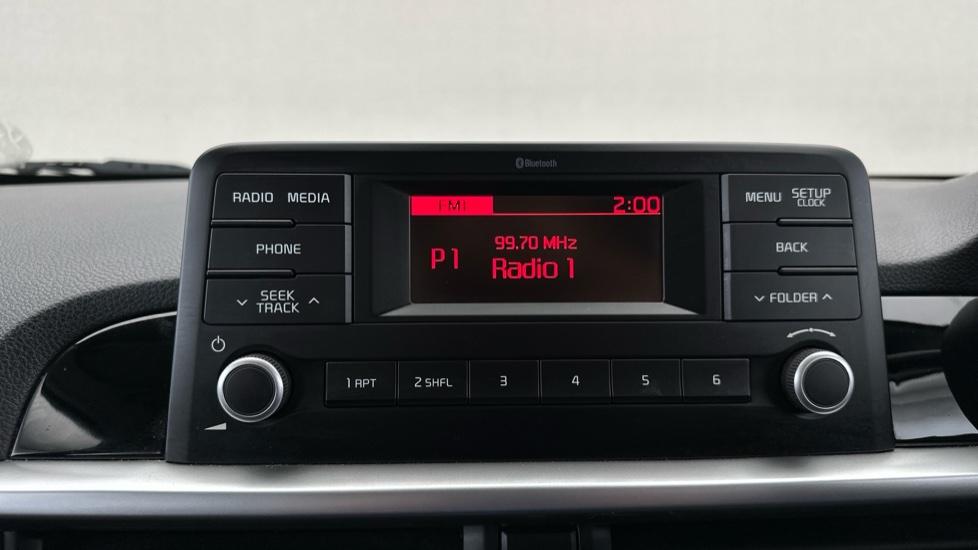 Bluetooth
RADIO MEDIA
PHONE
SEEK
TRACK
FM1 2:00
99.70 MHz
P1 Radio 1
MENU SETUP
CLOCK
BACK
FOLDER
1 RPT 2 SHFL 3 4 5 6